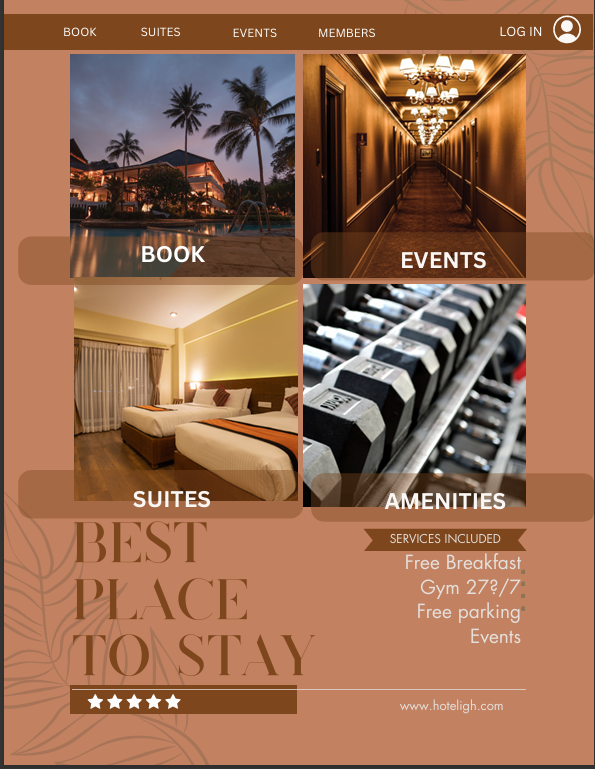 BOOK SUITES EVENTS MEMBERS LOG IN
BOOK
EVENTS
SUITES
AMENITIES
BEST
PLACE
TO STAY
SERVICES INCLUDED
Free Breakfast
Gym 27?/7
Free parking
Events
www.hoteligh.com